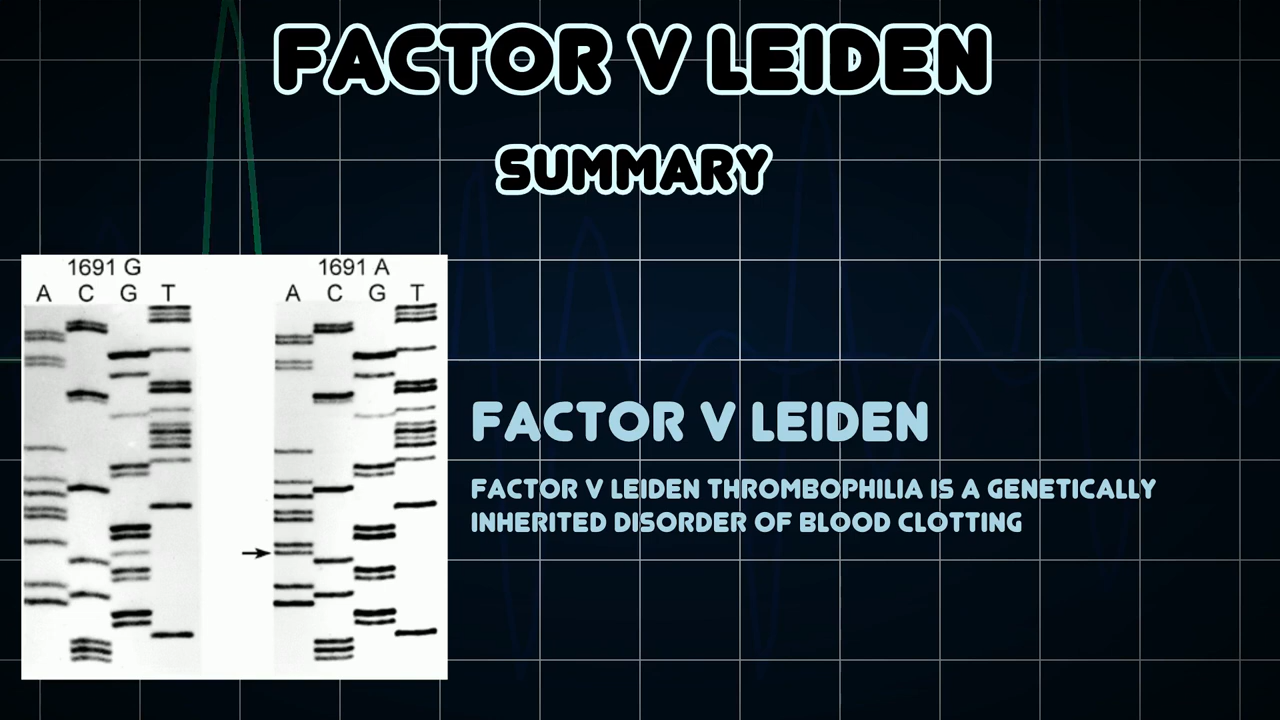 FACTOR V LEIDEN
SUMMARY
1691 G
A C G T
1691 A
A C G T
FACTOR V LEIDEN
FACTOR V LEIDEN THROMBOPHILIA IS A GENETICALLY
INHERITED DISORDER OF BLOOD CLOTTING